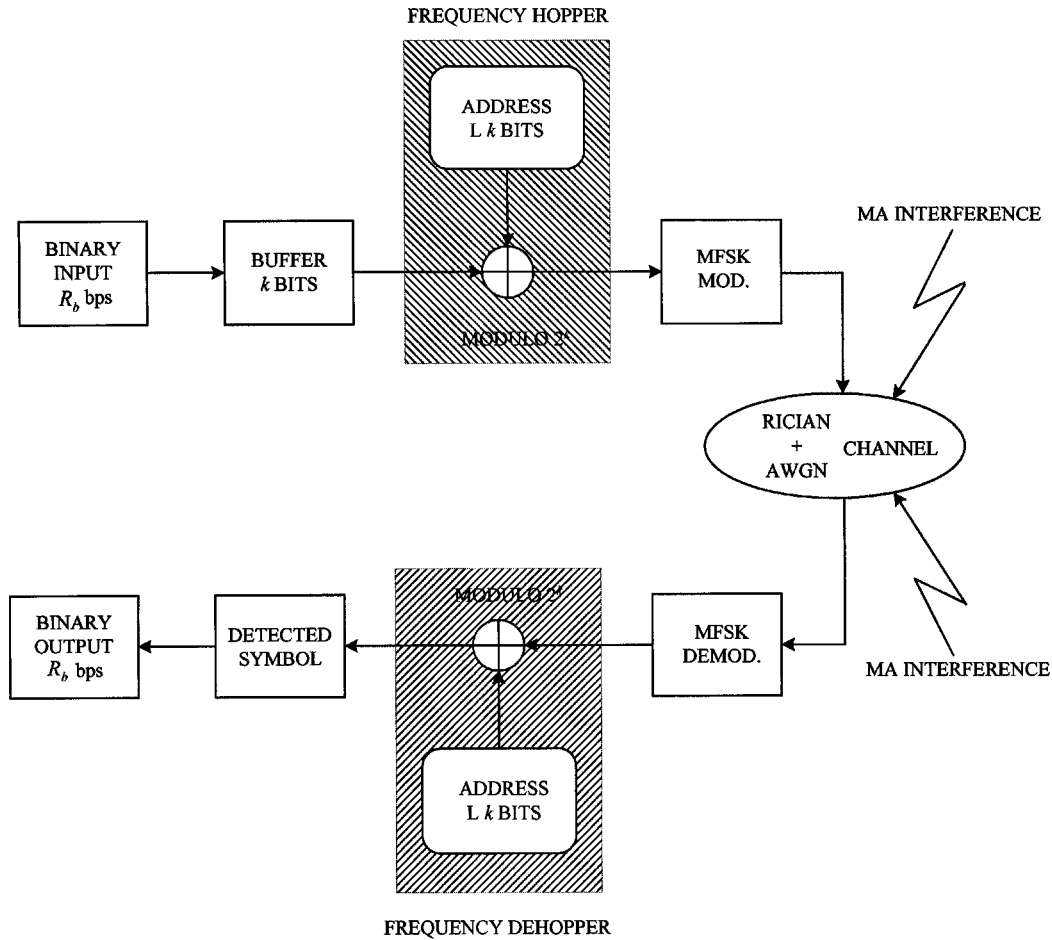 FREQUENCY HOPPER
ADDRESS
L k BITS
MA INTERFERENCE
BINARY
INPUT
R_b bps
BUFFER
k BITS
MFSK
MOD.
MODULO 2^k
RICIAN
+
AWGN
CHANNEL
MODULO 2^k
BINARY
OUTPUT
R_b bps
DETECTED
SYMBOL
MFSK
DEMOD.
MA INTERFERENCE
ADDRESS
L k BITS
FREQUENCY DEHOPPER